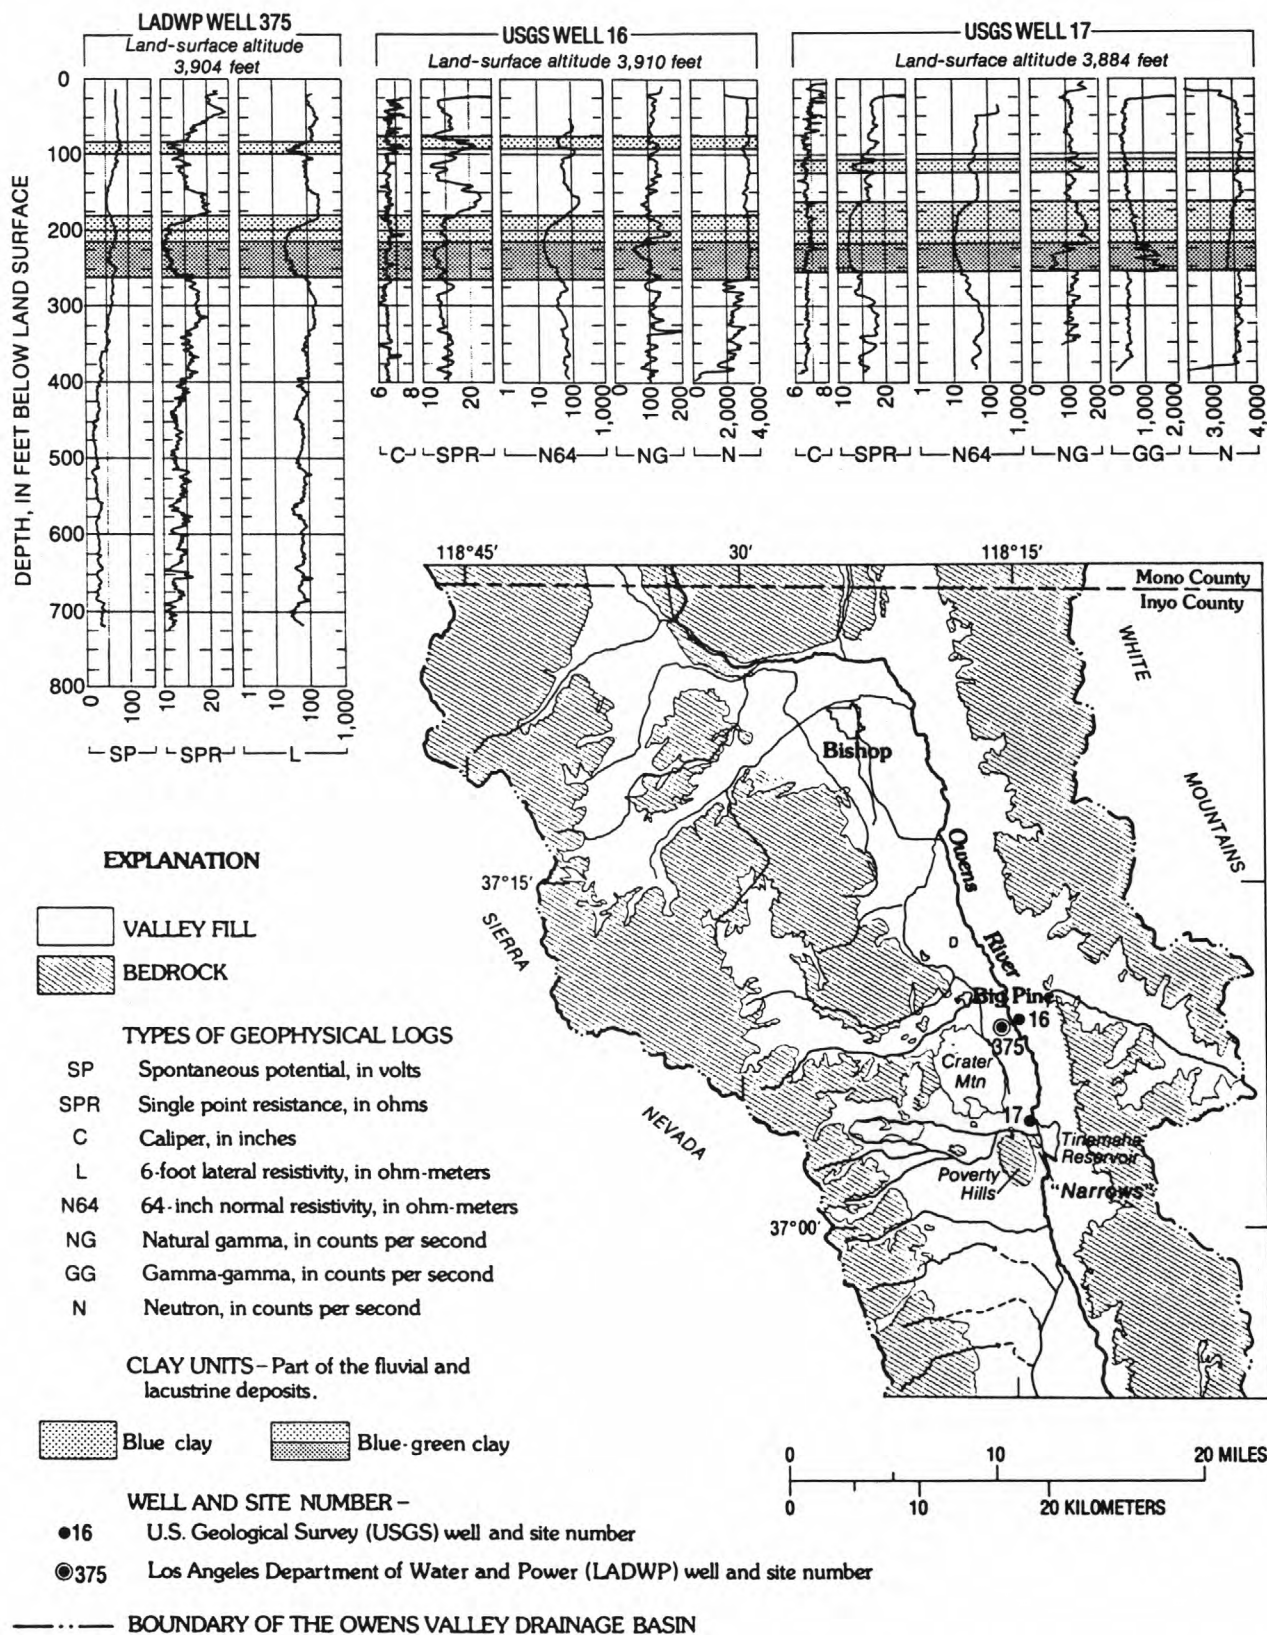 LADWP WELL 375
Land-surface altitude
3,904 feet
USGS WELL 16
Land-surface altitude 3,910 feet
USGS WELL 17
Land-surface altitude 3,884 feet
DEPTH, IN FEET BELOW LAND SURFACE
0
100
200
300
400
500
600
700
800
0 100
10 20
1 10 100 1,000
SP SPR L
6 8
10 20
1 10 100 1,000
0 100 200
0 2,000 4,000
C SPR N64 NG N
6 8
10 20
1 10 100 1,000
0 100 200
0 1,000 2,000
0 3,000 4,000
C SPR N64 NG GG N
118°45′ 30′ 118°15′
Mono County
Inyo County
WHITE
MOUNTAINS
Bishop
Owens
River
37°15′
SIERRA
NEVADA
Big Pine
16
375
Crater
Mtn
17
Tinemaha
Reservoir
Poverty
Hills
"Narrows"
37°00′
0 10 20 MILES
0 10 20 KILOMETERS
EXPLANATION
VALLEY FILL
BEDROCK
TYPES OF GEOPHYSICAL LOGS
SP Spontaneous potential, in volts
SPR Single point resistance, in ohms
C Caliper, in inches
L 6-foot lateral resistivity, in ohm-meters
N64 64-inch normal resistivity, in ohm-meters
NG Natural gamma, in counts per second
GG Gamma-gamma, in counts per second
N Neutron, in counts per second
CLAY UNITS – Part of the fluvial and
lacustrine deposits.
Blue clay Blue-green clay
WELL AND SITE NUMBER –
16 U.S. Geological Survey (USGS) well and site number
375 Los Angeles Department of Water and Power (LADWP) well and site number
BOUNDARY OF THE OWENS VALLEY DRAINAGE BASIN